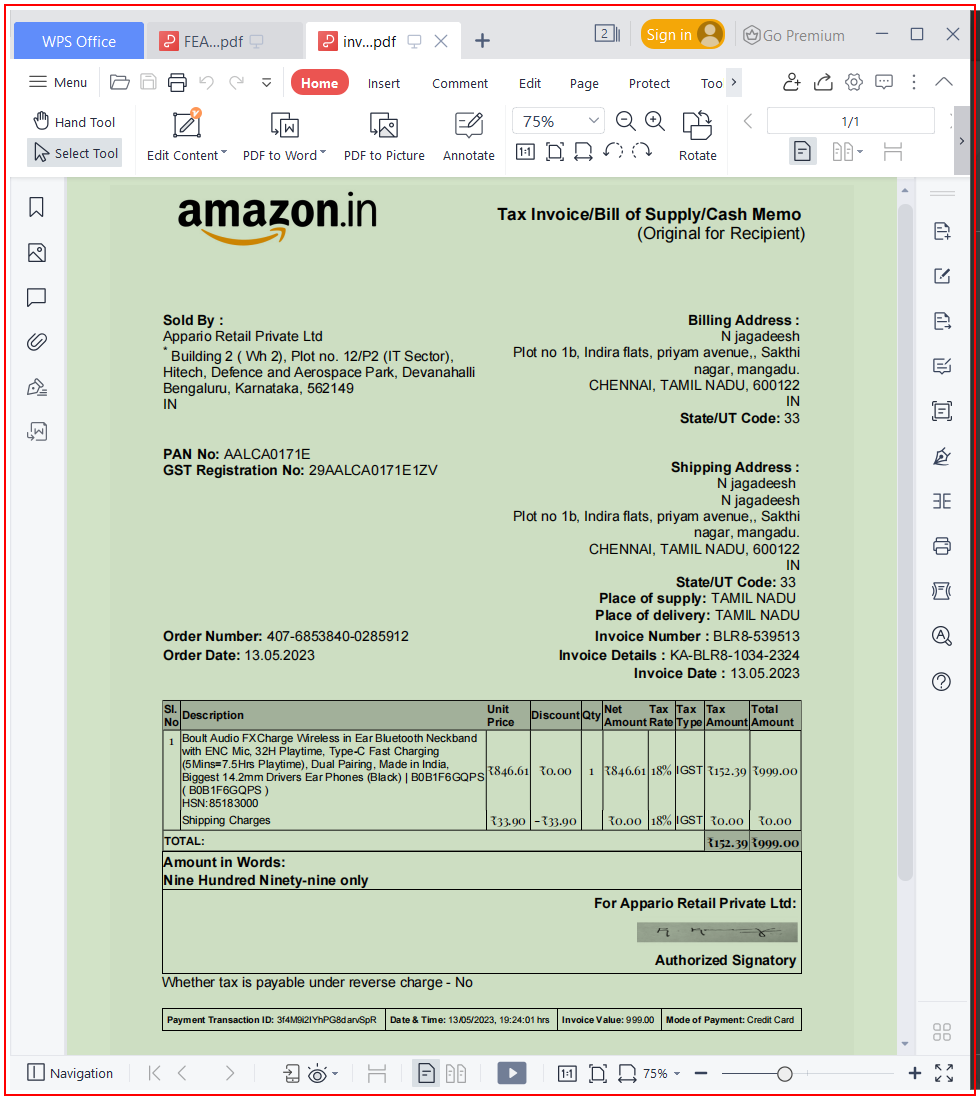 WPS Office
FEA...pdf
inv...pdf
+
2
Sign in
Go Premium
Menu
Home
Insert
Comment
Edit
Page
Protect
Too
Hand Tool
Select Tool
Edit Content
PDF to Word
PDF to Picture
Annotate
75%
1:1
Rotate
1/1
amazon.in
Tax Invoice/Bill of Supply/Cash Memo
(Original for Recipient)
Sold By :
Appario Retail Private Ltd
* Building 2 ( Wh 2), Plot no. 12/P2 (IT Sector),
Hitech, Defence and Aerospace Park, Devanahalli
Bengaluru, Karnataka, 562149
IN
PAN No: AALCA0171E
GST Registration No: 29AALCA0171E1ZV
Billing Address :
N jagadeesh
Plot no 1b, Indira flats, priyam avenue,, Sakthi
nagar, mangadu.
CHENNAI, TAMIL NADU, 600122
IN
State/UT Code: 33
Shipping Address :
N jagadeesh
N jagadeesh
Plot no 1b, Indira flats, priyam avenue,, Sakthi
nagar, mangadu.
CHENNAI, TAMIL NADU, 600122
IN
State/UT Code: 33
Place of supply: TAMIL NADU
Place of delivery: TAMIL NADU
Order Number: 407-6853840-0285912
Order Date: 13.05.2023
Invoice Number : BLR8-539513
Invoice Details : KA-BLR8-1034-2324
Invoice Date : 13.05.2023
Sl. No Description Unit Price Discount Qty Net Amount Tax Rate Tax Type Tax Amount Total Amount
1 Boult Audio FXCharge Wireless in Ear Bluetooth Neckband
with ENC Mic, 32H Playtime, Type-C Fast Charging
(5Mins=7.5Hrs Playtime), Dual Pairing, Made in India,
Biggest 14.2mm Drivers Ear Phones (Black) | B0B1F6GQPS
( B0B1F6GQPS )
HSN:85183000
₹846.61 ₹0.00 1 ₹846.61 18% IGST ₹152.39 ₹999.00
Shipping Charges ₹33.90 -₹33.90 ₹0.00 18% IGST ₹0.00 ₹0.00
TOTAL: ₹152.39 ₹999.00
Amount in Words:
Nine Hundred Ninety-nine only
For Appario Retail Private Ltd:
Authorized Signatory
Whether tax is payable under reverse charge - No
Payment Transaction ID: 3f4M9i2IYhPG8darvSpR Date & Time: 13/05/2023, 19:24:01 hrs Invoice Value: 999.00 Mode of Payment: Credit Card
Navigation
1:1
75%